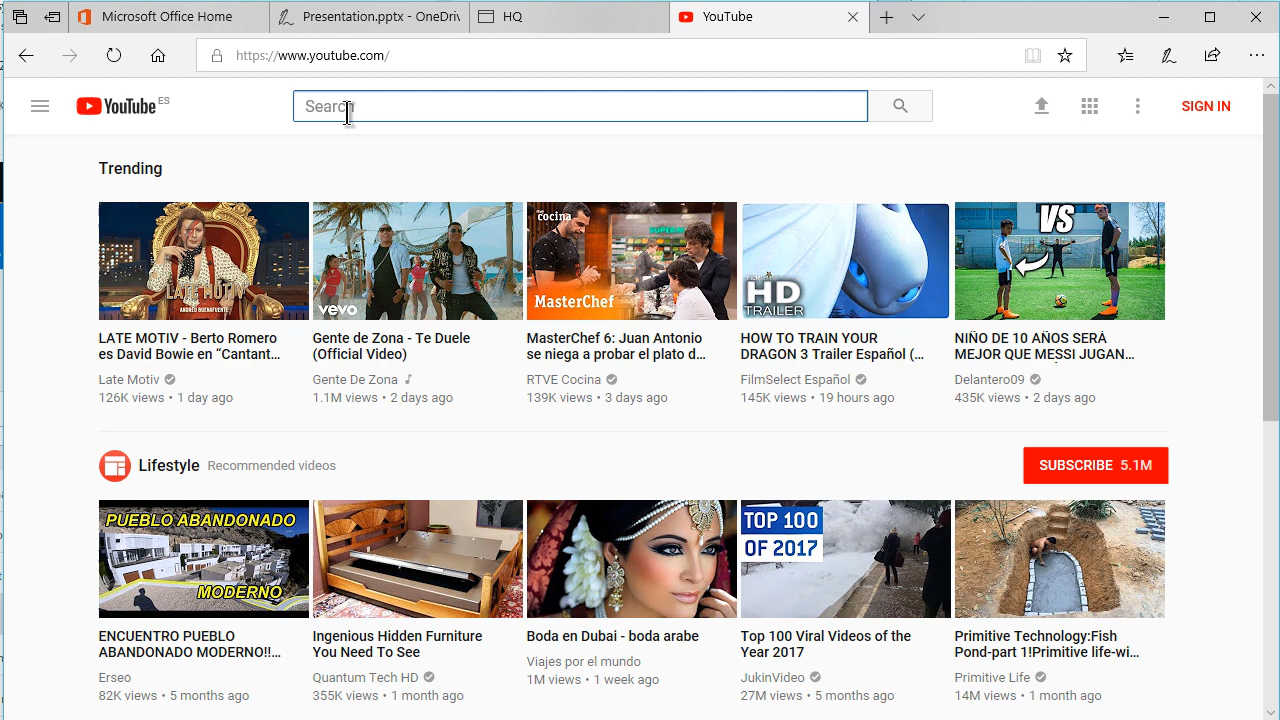 Microsoft Office Home
Presentation.pptx - OneDriv
HQ
YouTube
https://www.youtube.com/
YouTube ES
Search
SIGN IN
Trending
LATE MOTIV
ANDREU BUENAFUENTE
vevo
cocina
MasterChef
HD
TRAILER
VS
LATE MOTIV - Berto Romero
es David Bowie en “Cantant...
Late Motiv
126K views • 1 day ago
Gente de Zona - Te Duele
(Official Video)
Gente De Zona
1.1M views • 2 days ago
MasterChef 6: Juan Antonio
se niega a probar el plato d...
RTVE Cocina
139K views • 3 days ago
HOW TO TRAIN YOUR
DRAGON 3 Trailer Español (...
FilmSelect Español
145K views • 19 hours ago
NIÑO DE 10 AÑOS SERÁ
MEJOR QUE MESSI JUGAN...
Delantero09
435K views • 2 days ago
Lifestyle Recommended videos
SUBSCRIBE 5.1M
PUEBLO ABANDONADO
MODERNO
TOP 100
OF 2017
ENCUENTRO PUEBLO
ABANDONADO MODERNO!!...
Erseo
82K views • 5 months ago
Ingenious Hidden Furniture
You Need To See
Quantum Tech HD
355K views • 1 month ago
Boda en Dubai - boda arabe
Viajes por el mundo
1M views • 1 week ago
Top 100 Viral Videos of the
Year 2017
JukinVideo
27M views • 5 months ago
Primitive Technology:Fish
Pond-part 1!Primitive life-wi...
Primitive Life
14M views • 1 month ago